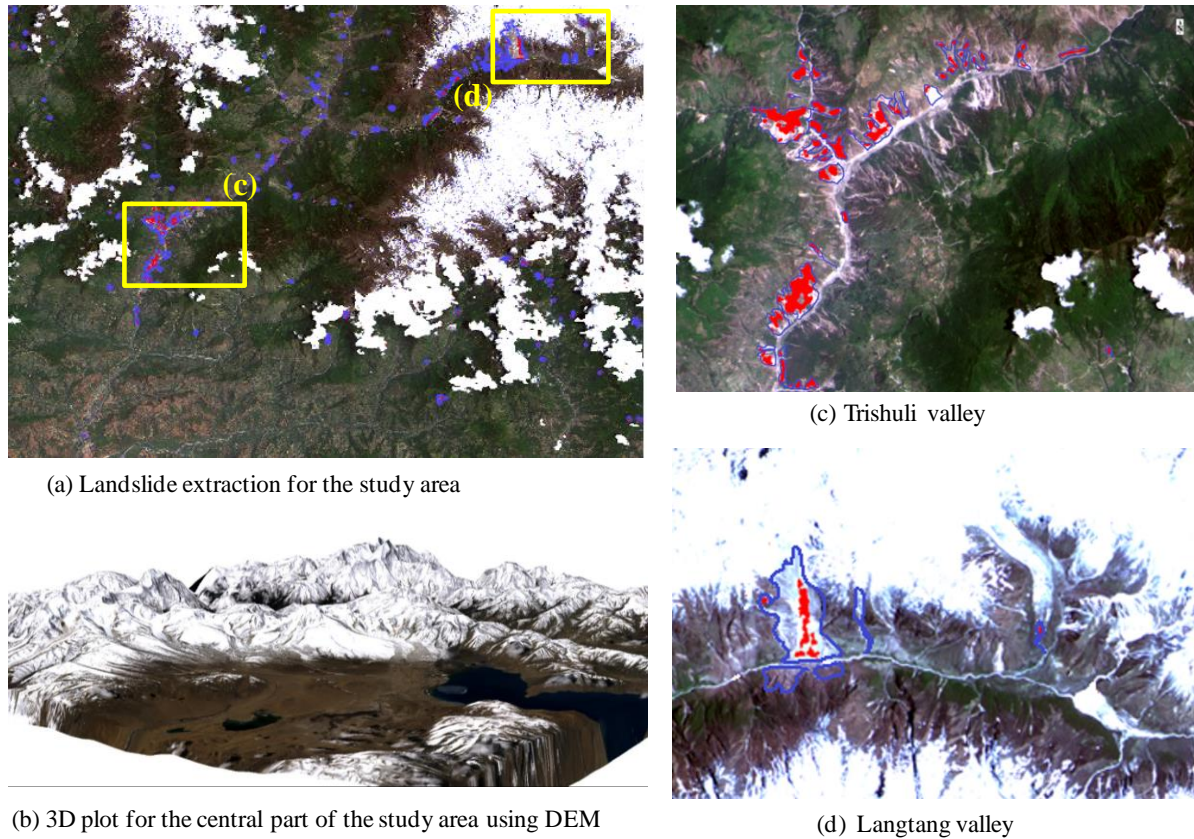 (d)
(c)
(a) Landslide extraction for the study area
(b) 3D plot for the central part of the study area using DEM
(c) Trishuli valley
(d) Langtang valley